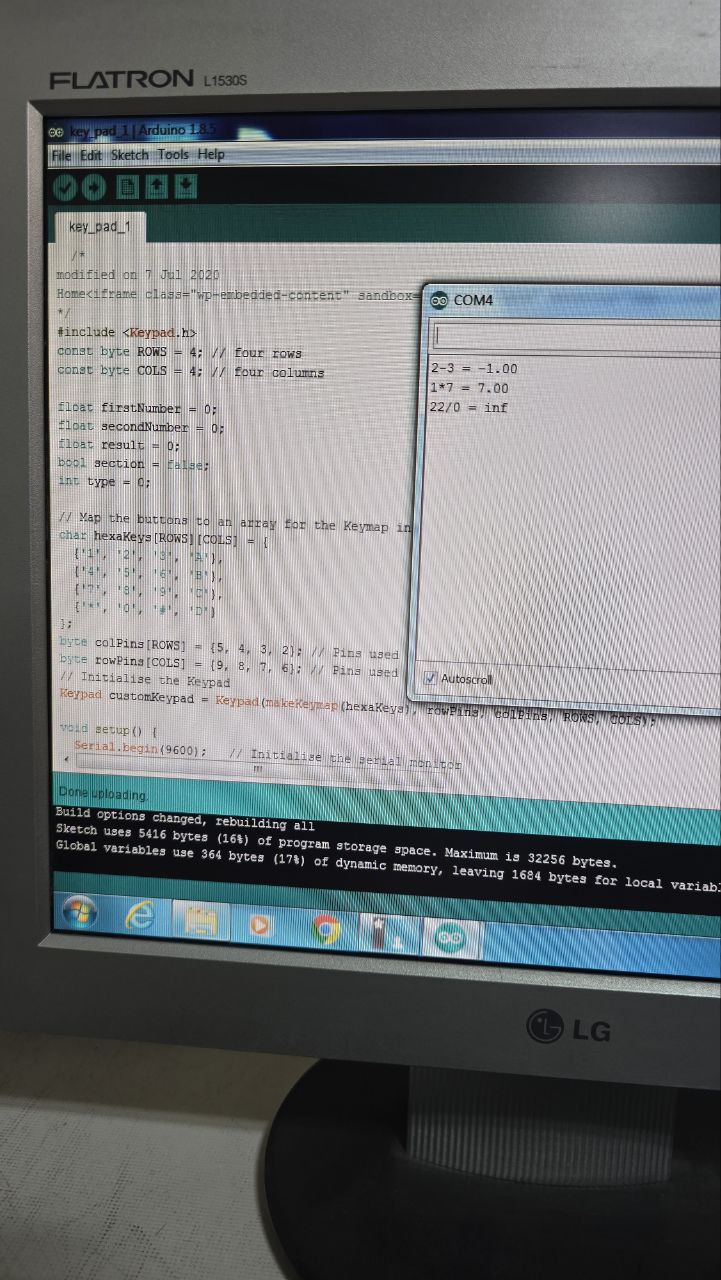 FLATRON L1530S
key_pad_1 | Arduino 1.8.5
File Edit Sketch Tools Help
key_pad_1
/*
modified on 7 Jul 2020
Home<iframe class="wp-embedded-content" sandbox=
*/
#include <Keypad.h>
const byte ROWS = 4; // four rows
const byte COLS = 4; // four columns
float firstNumber = 0;
float secondNumber = 0;
float result = 0;
bool section = false;
int type = 0;
// Map the buttons to an array for the Keymap in
char hexaKeys[ROWS][COLS] = {
{'1', '2', '3', 'A'},
{'4', '5', '6', 'B'},
{'7', '8', '9', 'C'},
{'*', '0', '#', 'D'}
};
byte colPins[ROWS] = {5, 4, 3, 2}; // Pins used
byte rowPins[COLS] = {9, 8, 7, 6}; // Pins used
// Initialise the Keypad
Keypad customKeypad = Keypad(makeKeymap(hexaKeys), rowPins, colPins, ROWS, COLS);
void setup() {
Serial.begin(9600); // Initialise the serial monitor
COM4
2-3 = -1.00
1*7 = 7.00
22/0 = inf
Autoscroll
Done uploading.
Build options changed, rebuilding all
Sketch uses 5416 bytes (16%) of program storage space. Maximum is 32256 bytes.
Global variables use 364 bytes (17%) of dynamic memory, leaving 1684 bytes for local variabl
LG